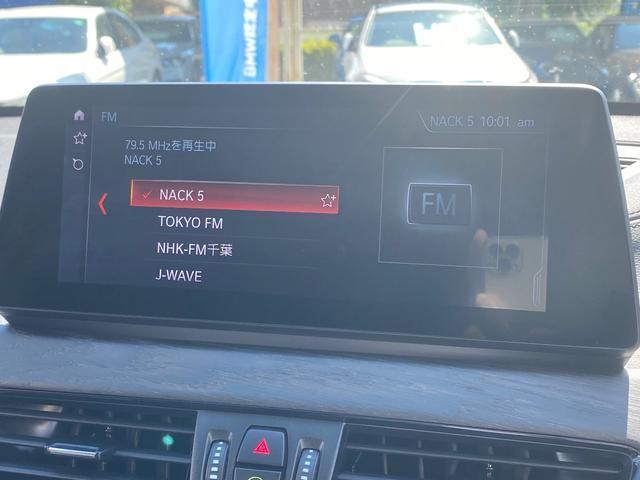 FM
NACK 5 10:01 am
79.5 MHzを再生中
NACK 5
NACK 5
TOKYO FM
NHK-FM千葉
J-WAVE
FM